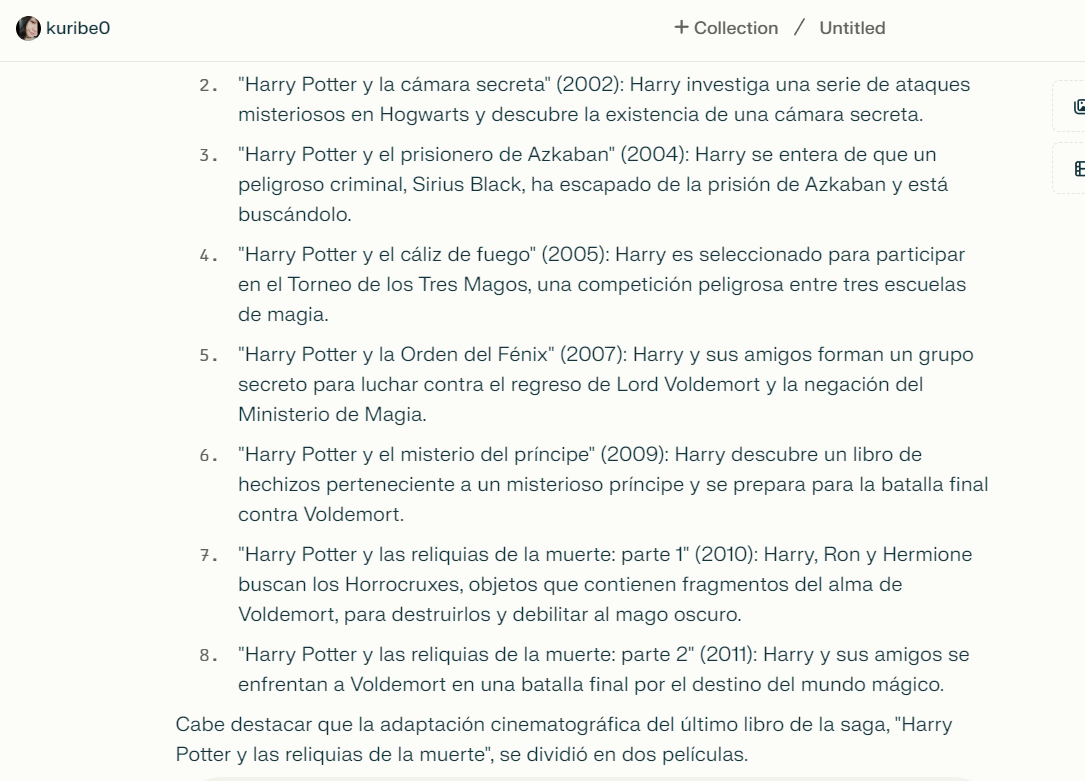 kuribe0
+ Collection / Untitled
2. "Harry Potter y la cámara secreta" (2002): Harry investiga una serie de ataques
misteriosos en Hogwarts y descubre la existencia de una cámara secreta.
3. "Harry Potter y el prisionero de Azkaban" (2004): Harry se entera de que un
peligroso criminal, Sirius Black, ha escapado de la prisión de Azkaban y está
buscándolo.
4. "Harry Potter y el cáliz de fuego" (2005): Harry es seleccionado para participar
en el Torneo de los Tres Magos, una competición peligrosa entre tres escuelas
de magia.
5. "Harry Potter y la Orden del Fénix" (2007): Harry y sus amigos forman un grupo
secreto para luchar contra el regreso de Lord Voldemort y la negación del
Ministerio de Magia.
6. "Harry Potter y el misterio del príncipe" (2009): Harry descubre un libro de
hechizos perteneciente a un misterioso príncipe y se prepara para la batalla final
contra Voldemort.
7. "Harry Potter y las reliquias de la muerte: parte 1" (2010): Harry, Ron y Hermione
buscan los Horrocruxes, objetos que contienen fragmentos del alma de
Voldemort, para destruirlos y debilitar al mago oscuro.
8. "Harry Potter y las reliquias de la muerte: parte 2" (2011): Harry y sus amigos se
enfrentan a Voldemort en una batalla final por el destino del mundo mágico.
Cabe destacar que la adaptación cinematográfica del último libro de la saga, "Harry
Potter y las reliquias de la muerte", se dividió en dos películas.